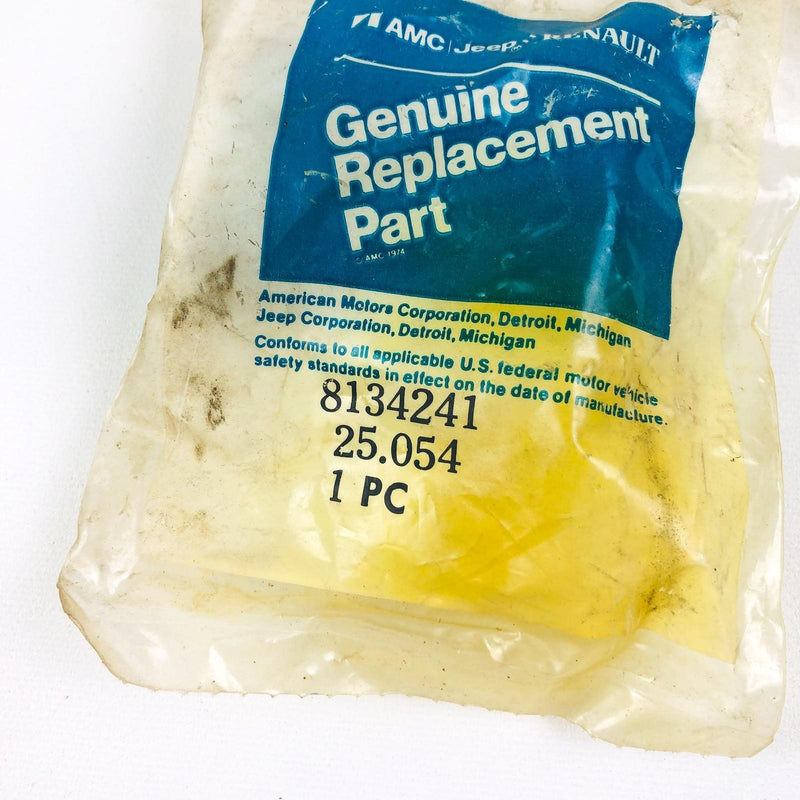 AMC | Jeep RENAULT
Genuine
Replacement
Part
© AMC 1974
American Motors Corporation, Detroit, Michigan
Jeep Corporation, Detroit, Michigan
Conforms to all applicable U.S. federal motor vehicle
safety standards in effect on the date of manufacture.
8134241
25.054
1 PC